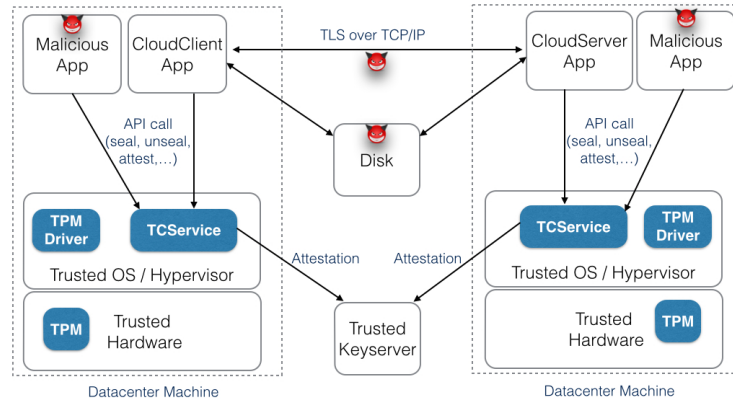 Malicious
App
CloudClient
App
TLS over TCP/IP
CloudServer
App
Malicious
App
API call
(seal, unseal,
attest,…)
Disk
API call
(seal, unseal,
attest,…)
TPM
Driver
TCService
Trusted OS / Hypervisor
TCService
TPM
Driver
Trusted OS / Hypervisor
Attestation
Attestation
TPM
Trusted
Hardware
Trusted
Keyserver
Trusted
Hardware
TPM
Datacenter Machine
Datacenter Machine